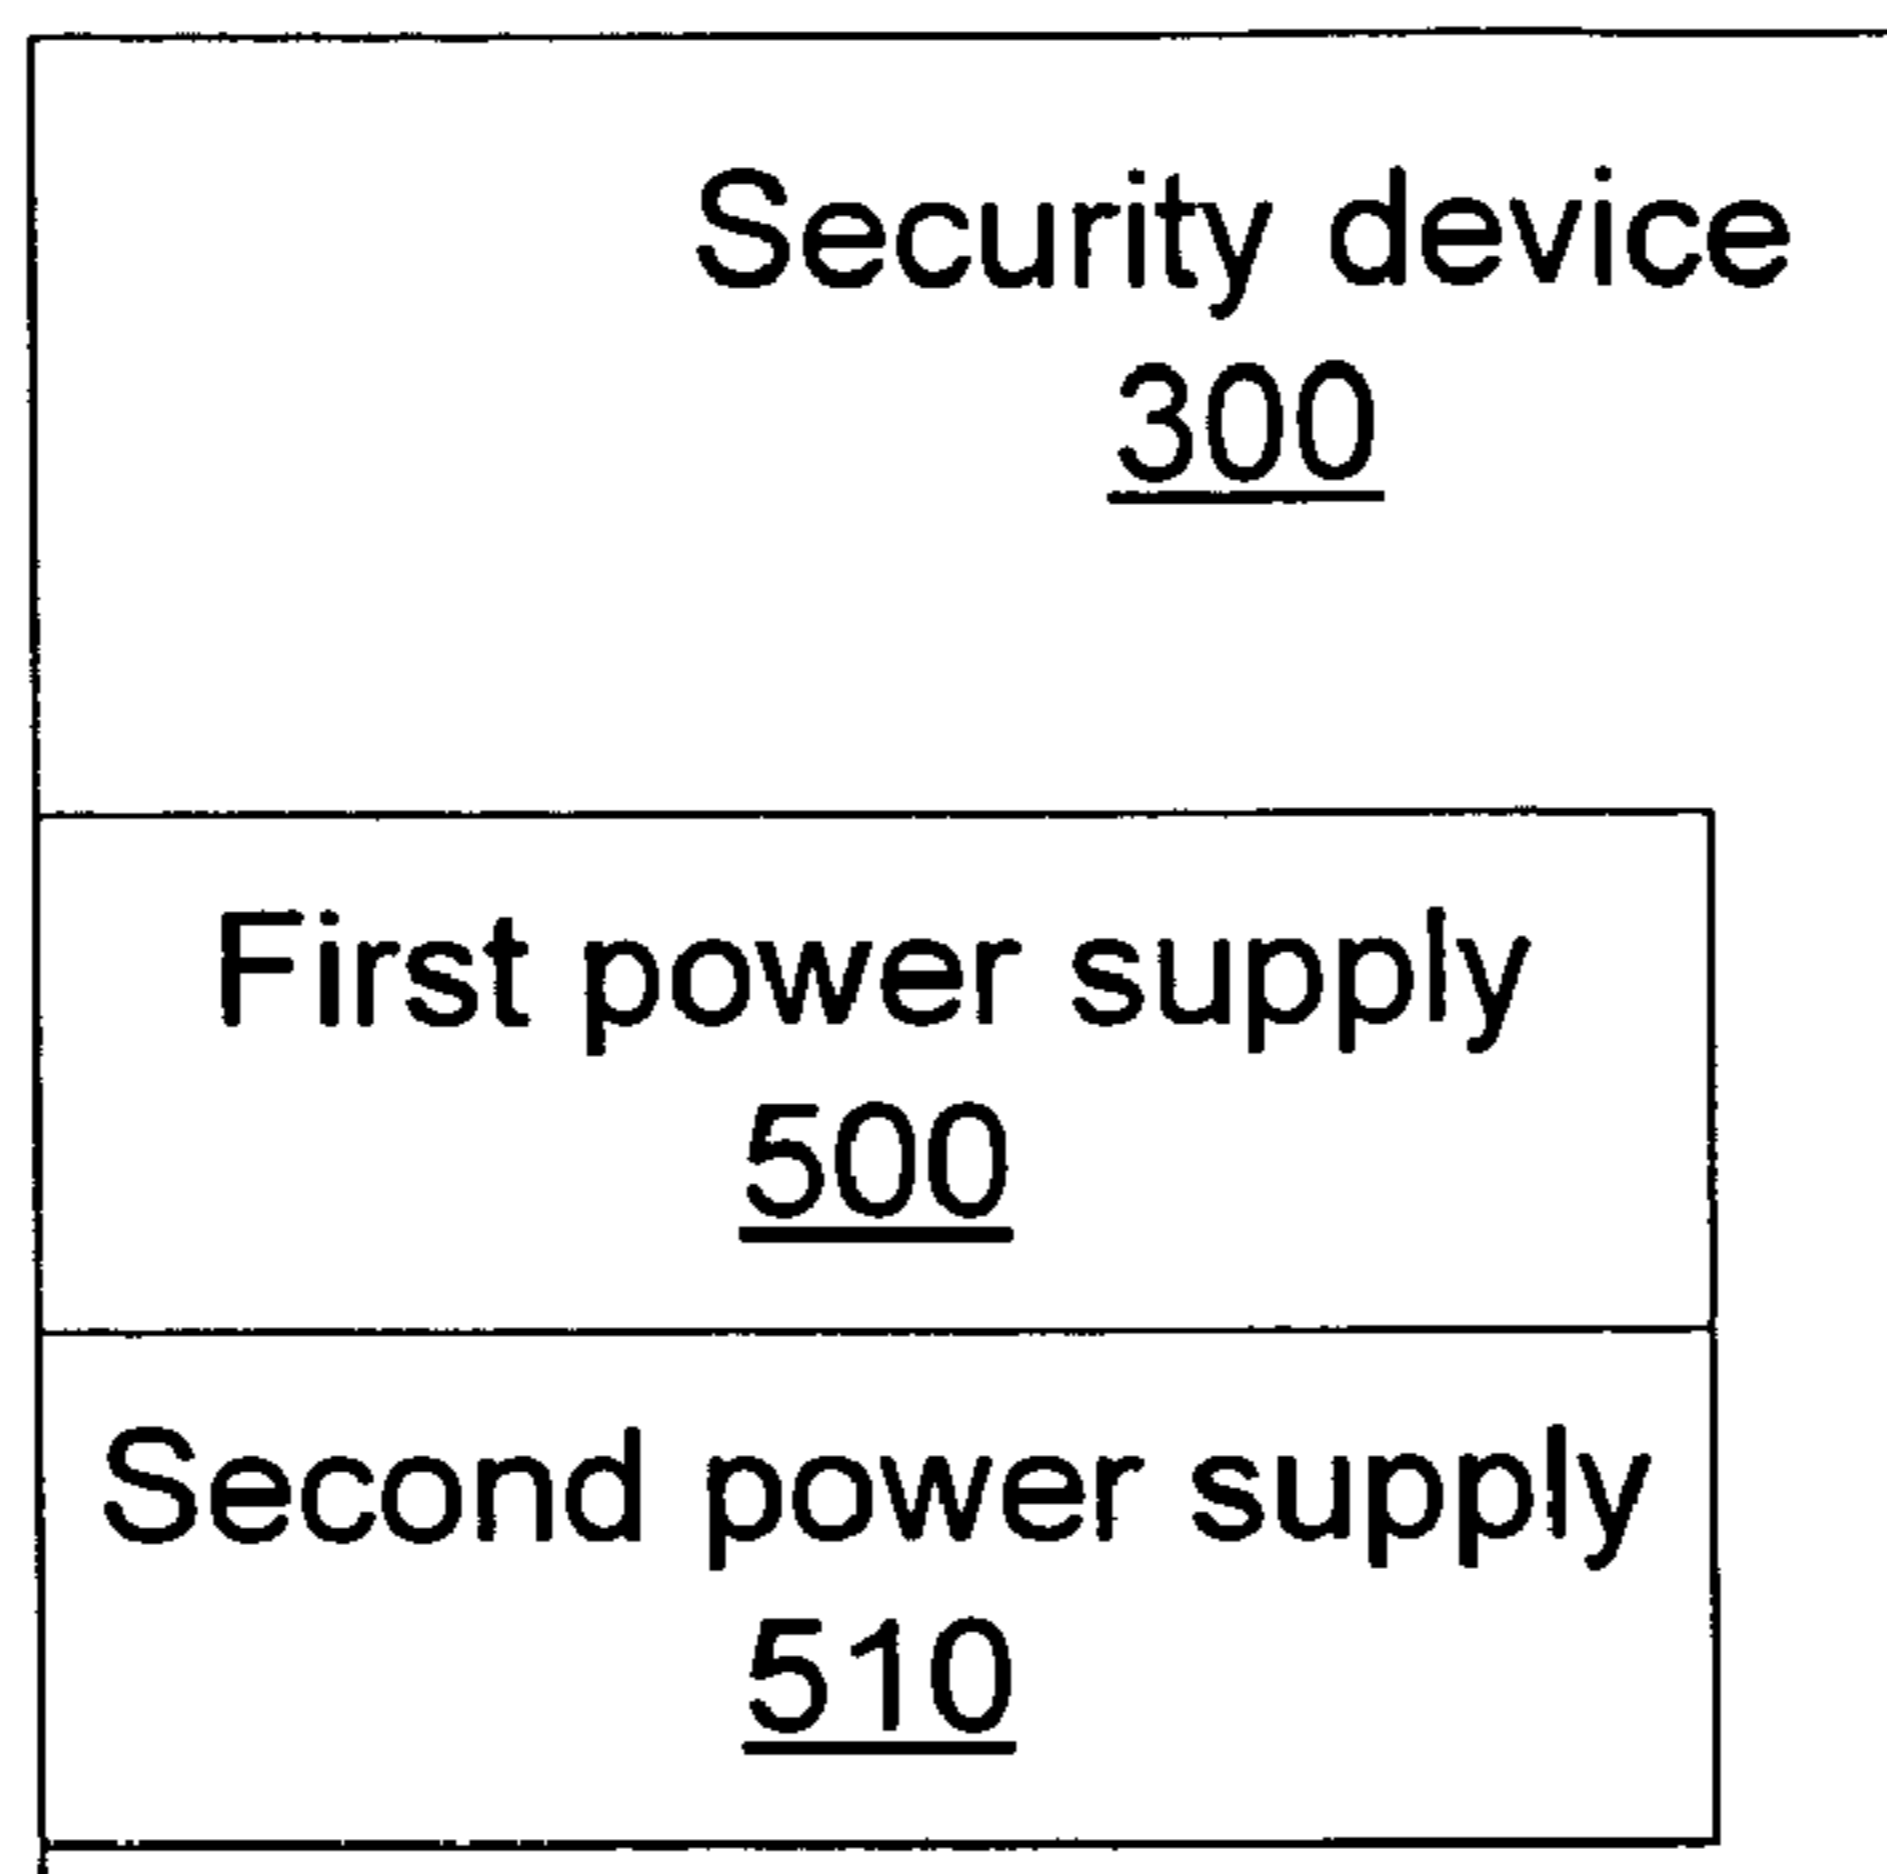 Security device
300
First power supply
500
Second power supply
510